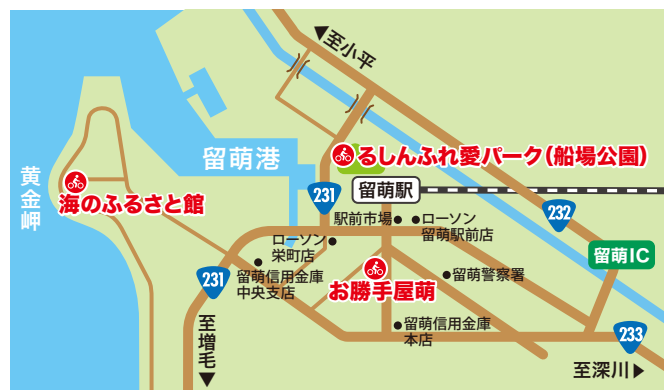 ▼至小平
留萌港
るしんふれ愛パーク(船場公園)
黄金岬
海のふるさと館
231
留萌駅
232
駅前市場
ローソン
留萌駅前店
ローソン
栄町店
留萌IC
231
留萌信用金庫
中央支店
お勝手屋萌
留萌警察署
至増毛▼
留萌信用金庫
本店
233
至深川▶